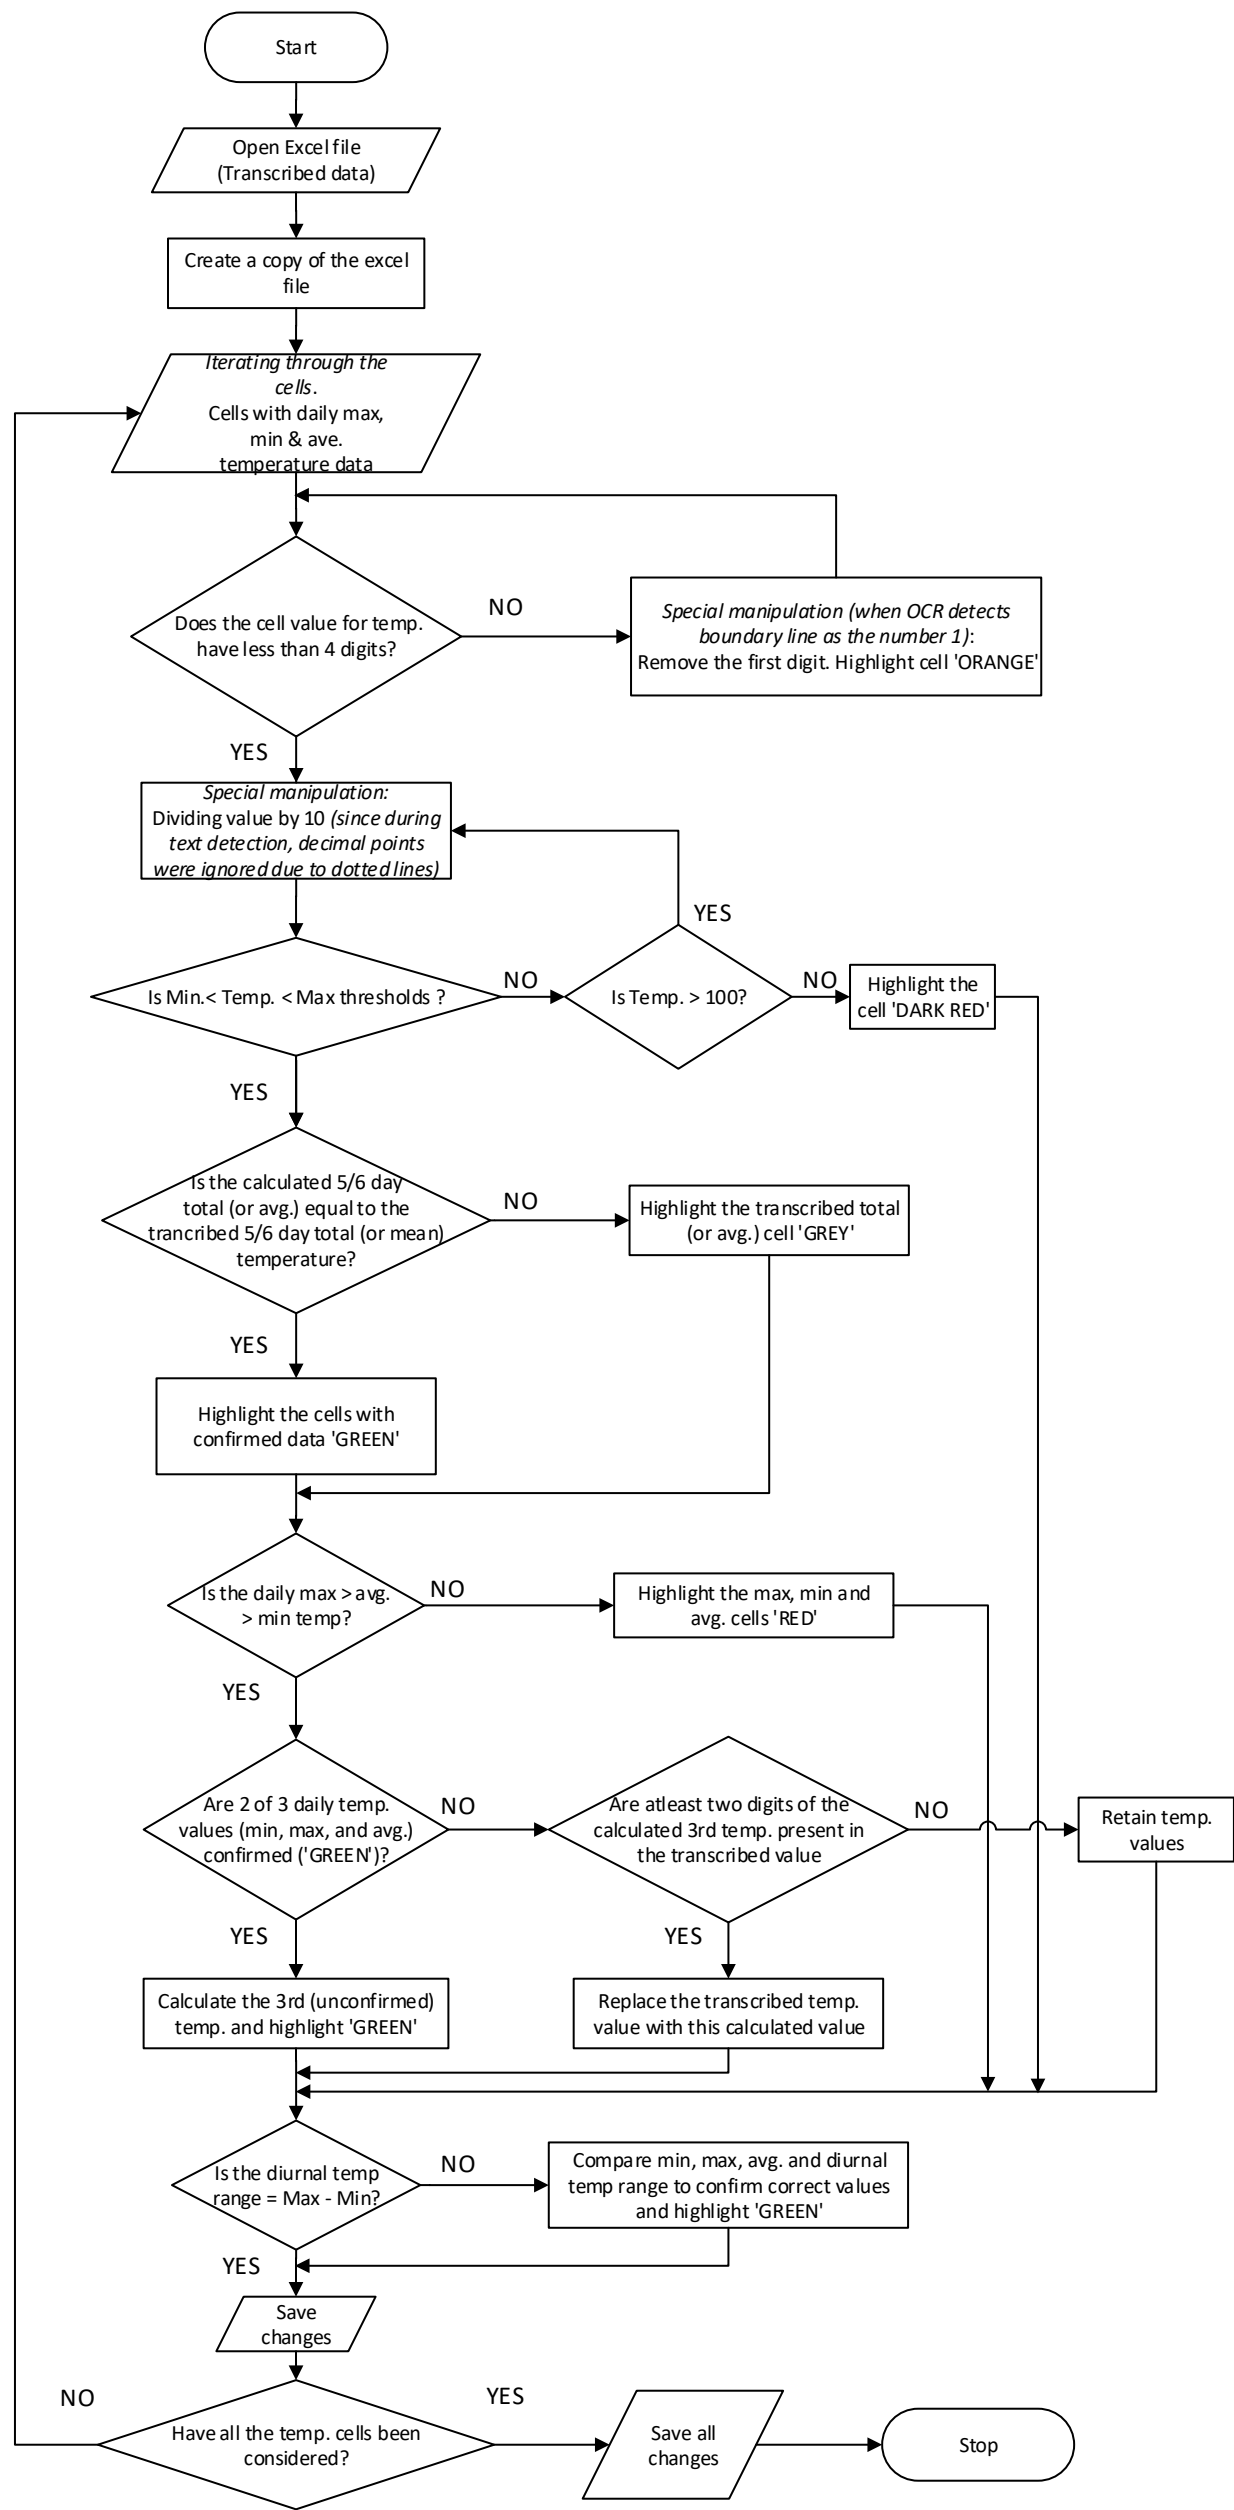 Start
Open Excel file
(Transcribed data)
Create a copy of the excel
file
Iterating through the
cells.
Cells with daily max,
min & ave.
temperature data
Does the cell value for temp.
have less than 4 digits?
NO
Special manipulation (when OCR detects
boundary line as the number 1):
Remove the first digit. Highlight cell 'ORANGE'
YES
Special manipulation:
Dividing value by 10 (since during
text detection, decimal points
were ignored due to dotted lines)
YES
Is Min.< Temp. < Max thresholds ?
NO
Is Temp. > 100?
NO
Highlight the
cell 'DARK RED'
YES
Is the calculated 5/6 day
total (or avg.) equal to the
trancribed 5/6 day total (or mean)
temperature?
NO
Highlight the transcribed total
(or avg.) cell 'GREY'
YES
Highlight the cells with
confirmed data 'GREEN'
Is the daily max > avg.
> min temp?
NO
Highlight the max, min and
avg. cells 'RED'
YES
Are 2 of 3 daily temp.
values (min, max, and avg.)
confirmed ('GREEN')?
NO
Are atleast two digits of the
calculated 3rd temp. present in
the transcribed value
NO
Retain temp.
values
YES
YES
Calculate the 3rd (unconfirmed)
temp. and highlight 'GREEN'
Replace the transcribed temp.
value with this calculated value
Is the diurnal temp
range = Max - Min?
NO
Compare min, max, avg. and diurnal
temp range to confirm correct values
and highlight 'GREEN'
YES
Save
changes
NO
Have all the temp. cells been
considered?
YES
Save all
changes
Stop